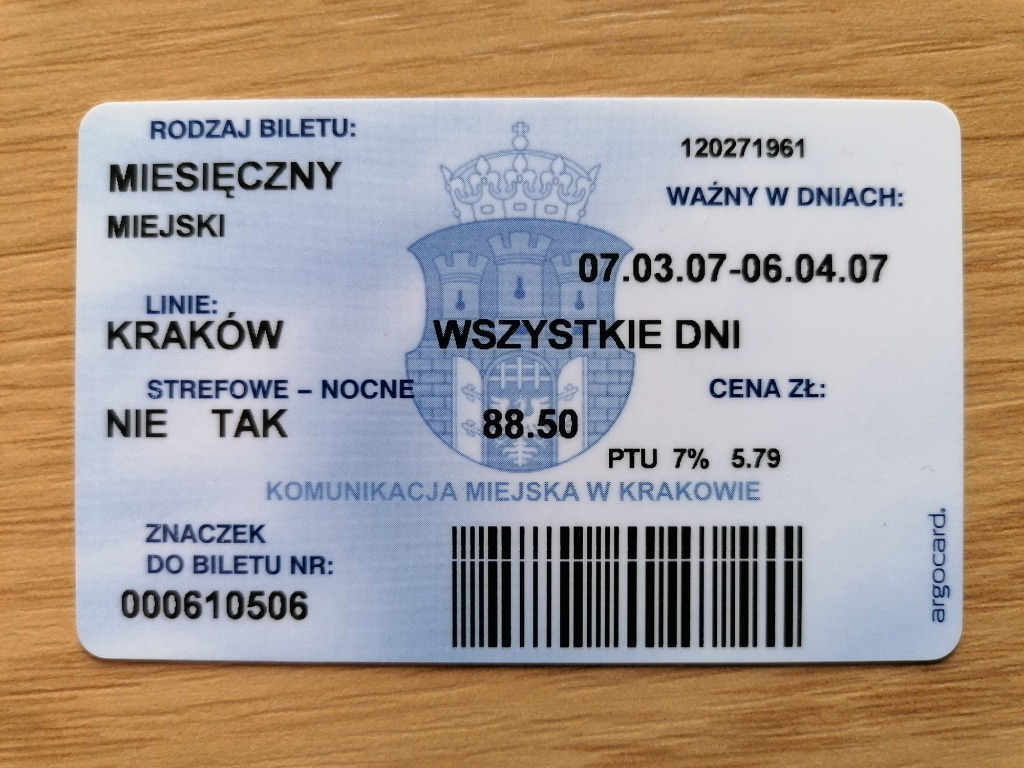 RODZAJ BILETU:
120271961
MIESIĘCZNY
WAŻNY W DNIACH:
MIEJSKI
07.03.07-06.04.07
LINIE:
KRAKÓW WSZYSTKIE DNI
STREFOWE – NOCNE CENA ZŁ:
NIE TAK 88.50
PTU 7% 5.79
KOMUNIKACJA MIEJSKA W KRAKOWIE
ZNACZEK
DO BILETU NR:
000610506
argocard.